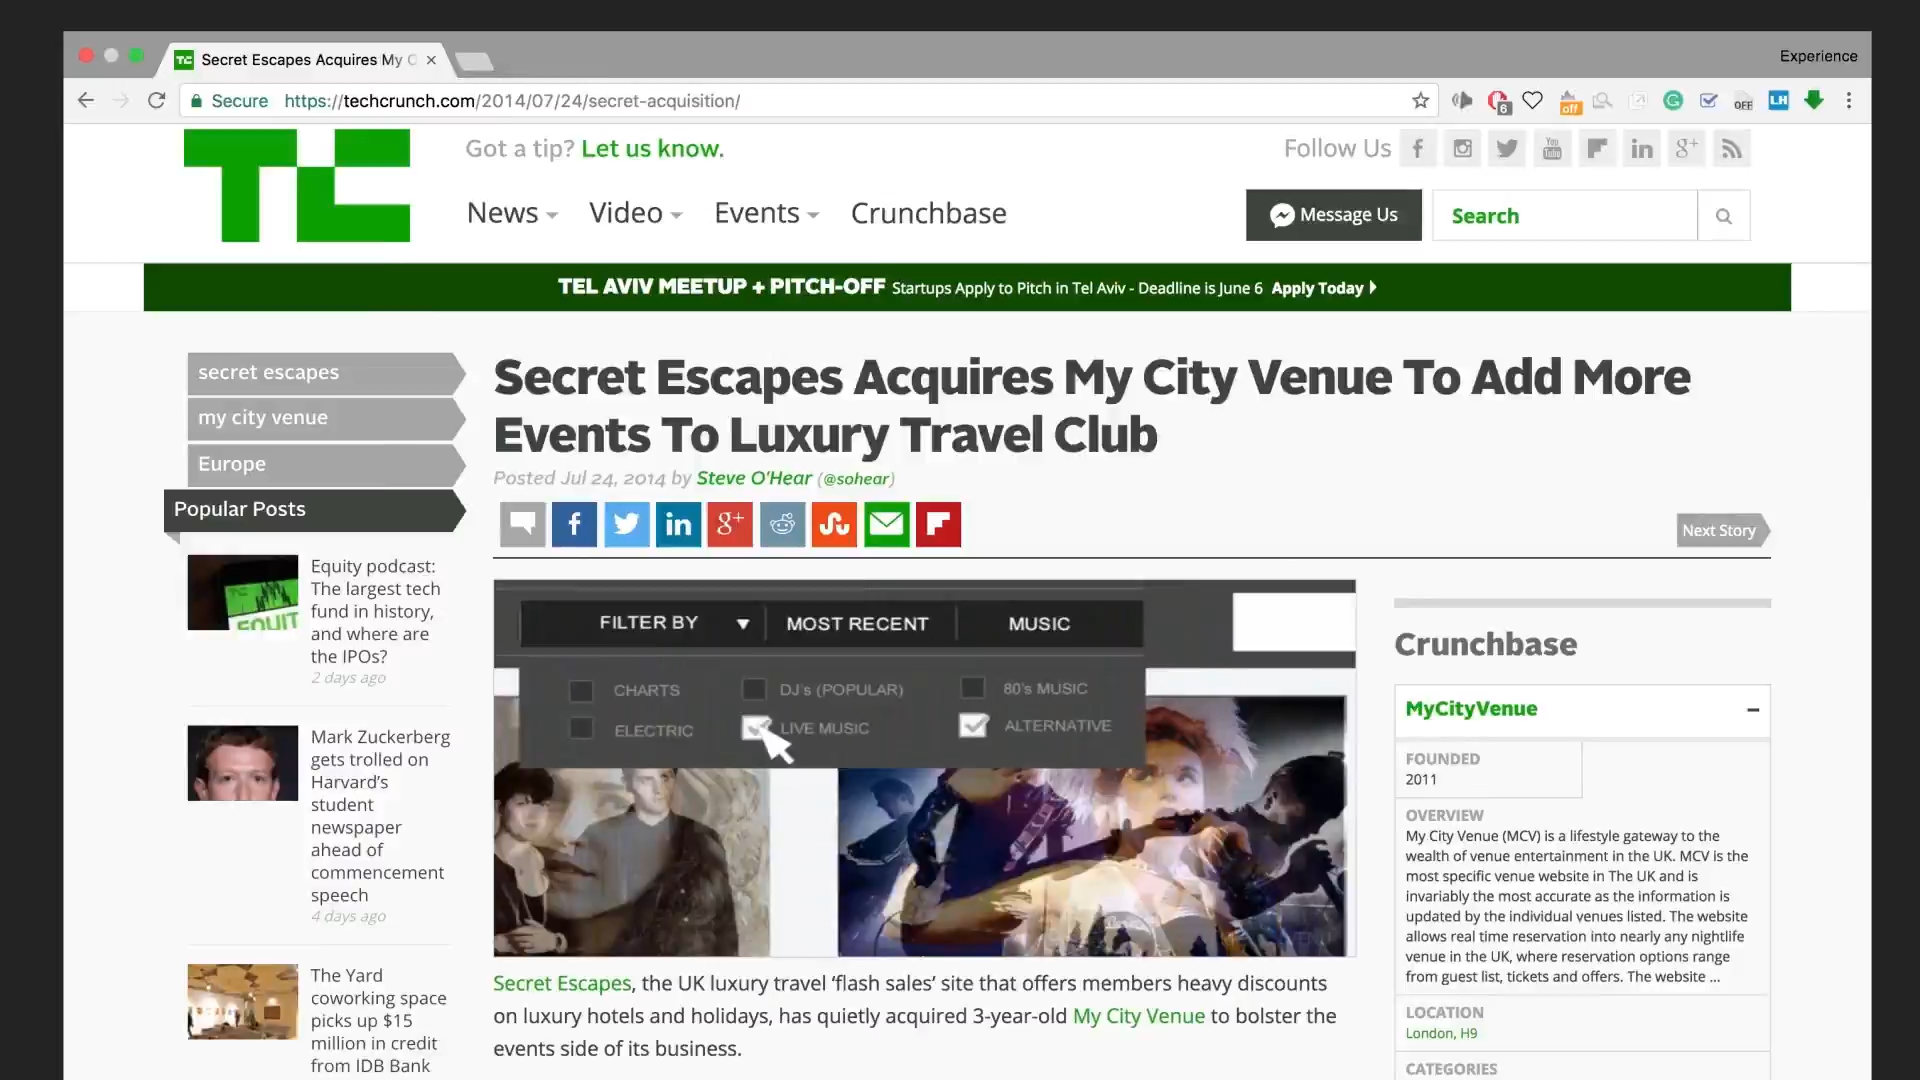 Secret Escapes Acquires My C
Experience
Secure https://techcrunch.com/2014/07/24/secret-acquisition/
6
off
OFF
LH
TC
Got a tip? Let us know.
Follow Us
You Tube
News
Video
Events
Crunchbase
Message Us
Search
TEL AVIV MEETUP + PITCH-OFF Startups Apply to Pitch in Tel Aviv - Deadline is June 6 Apply Today
secret escapes
my city venue
Europe
Popular Posts
Equity podcast:
The largest tech
fund in history,
and where are
the IPOs?
2 days ago
Mark Zuckerberg
gets trolled on
Harvard's
student
newspaper
ahead of
commencement
speech
4 days ago
The Yard
coworking space
picks up $15
million in credit
from IDB Bank
Secret Escapes Acquires My City Venue To Add More
Events To Luxury Travel Club
Posted Jul 24, 2014 by Steve O'Hear (@sohear)
Next Story
FILTER BY
MOST RECENT
MUSIC
CHARTS
DJ's (POPULAR)
80's MUSIC
ELECTRIC
LIVE MUSIC
ALTERNATIVE
Secret Escapes, the UK luxury travel ‘flash sales’ site that offers members heavy discounts
on luxury hotels and holidays, has quietly acquired 3-year-old My City Venue to bolster the
events side of its business.
Crunchbase
MyCityVenue
FOUNDED
2011
OVERVIEW
My City Venue (MCV) is a lifestyle gateway to the
wealth of venue entertainment in the UK. MCV is the
most specific venue website in The UK and is
invariably the most accurate as the information is
updated by the individual venues listed. The website
allows real time reservation into nearly any nightlife
venue in the UK, where reservation options range
from guest list, tickets and offers. The website ...
LOCATION
London, H9
CATEGORIES